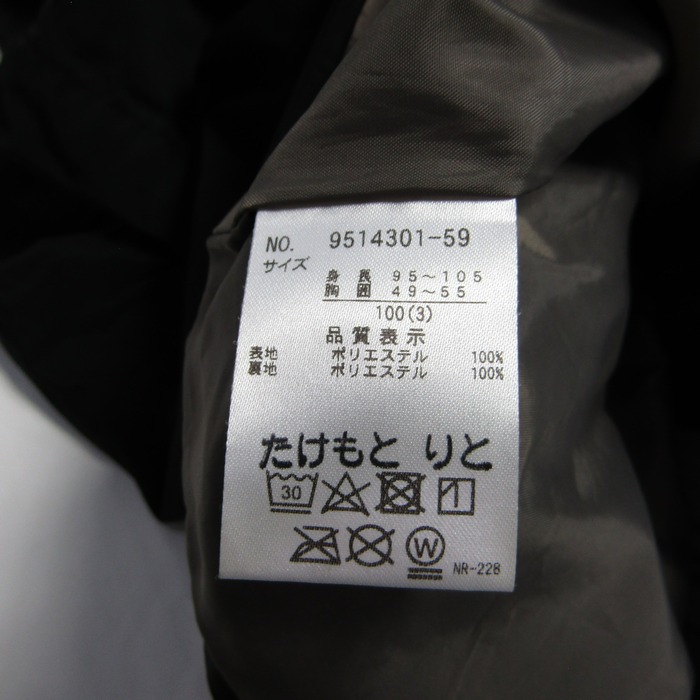 NO. 9514301-59
サイズ
身長 95～105
胸囲 49～55
100(3)
品質表示
表地 ポリエステル 100%
裏地 ポリエステル 100%
たけもと りと
30
W
NR-228